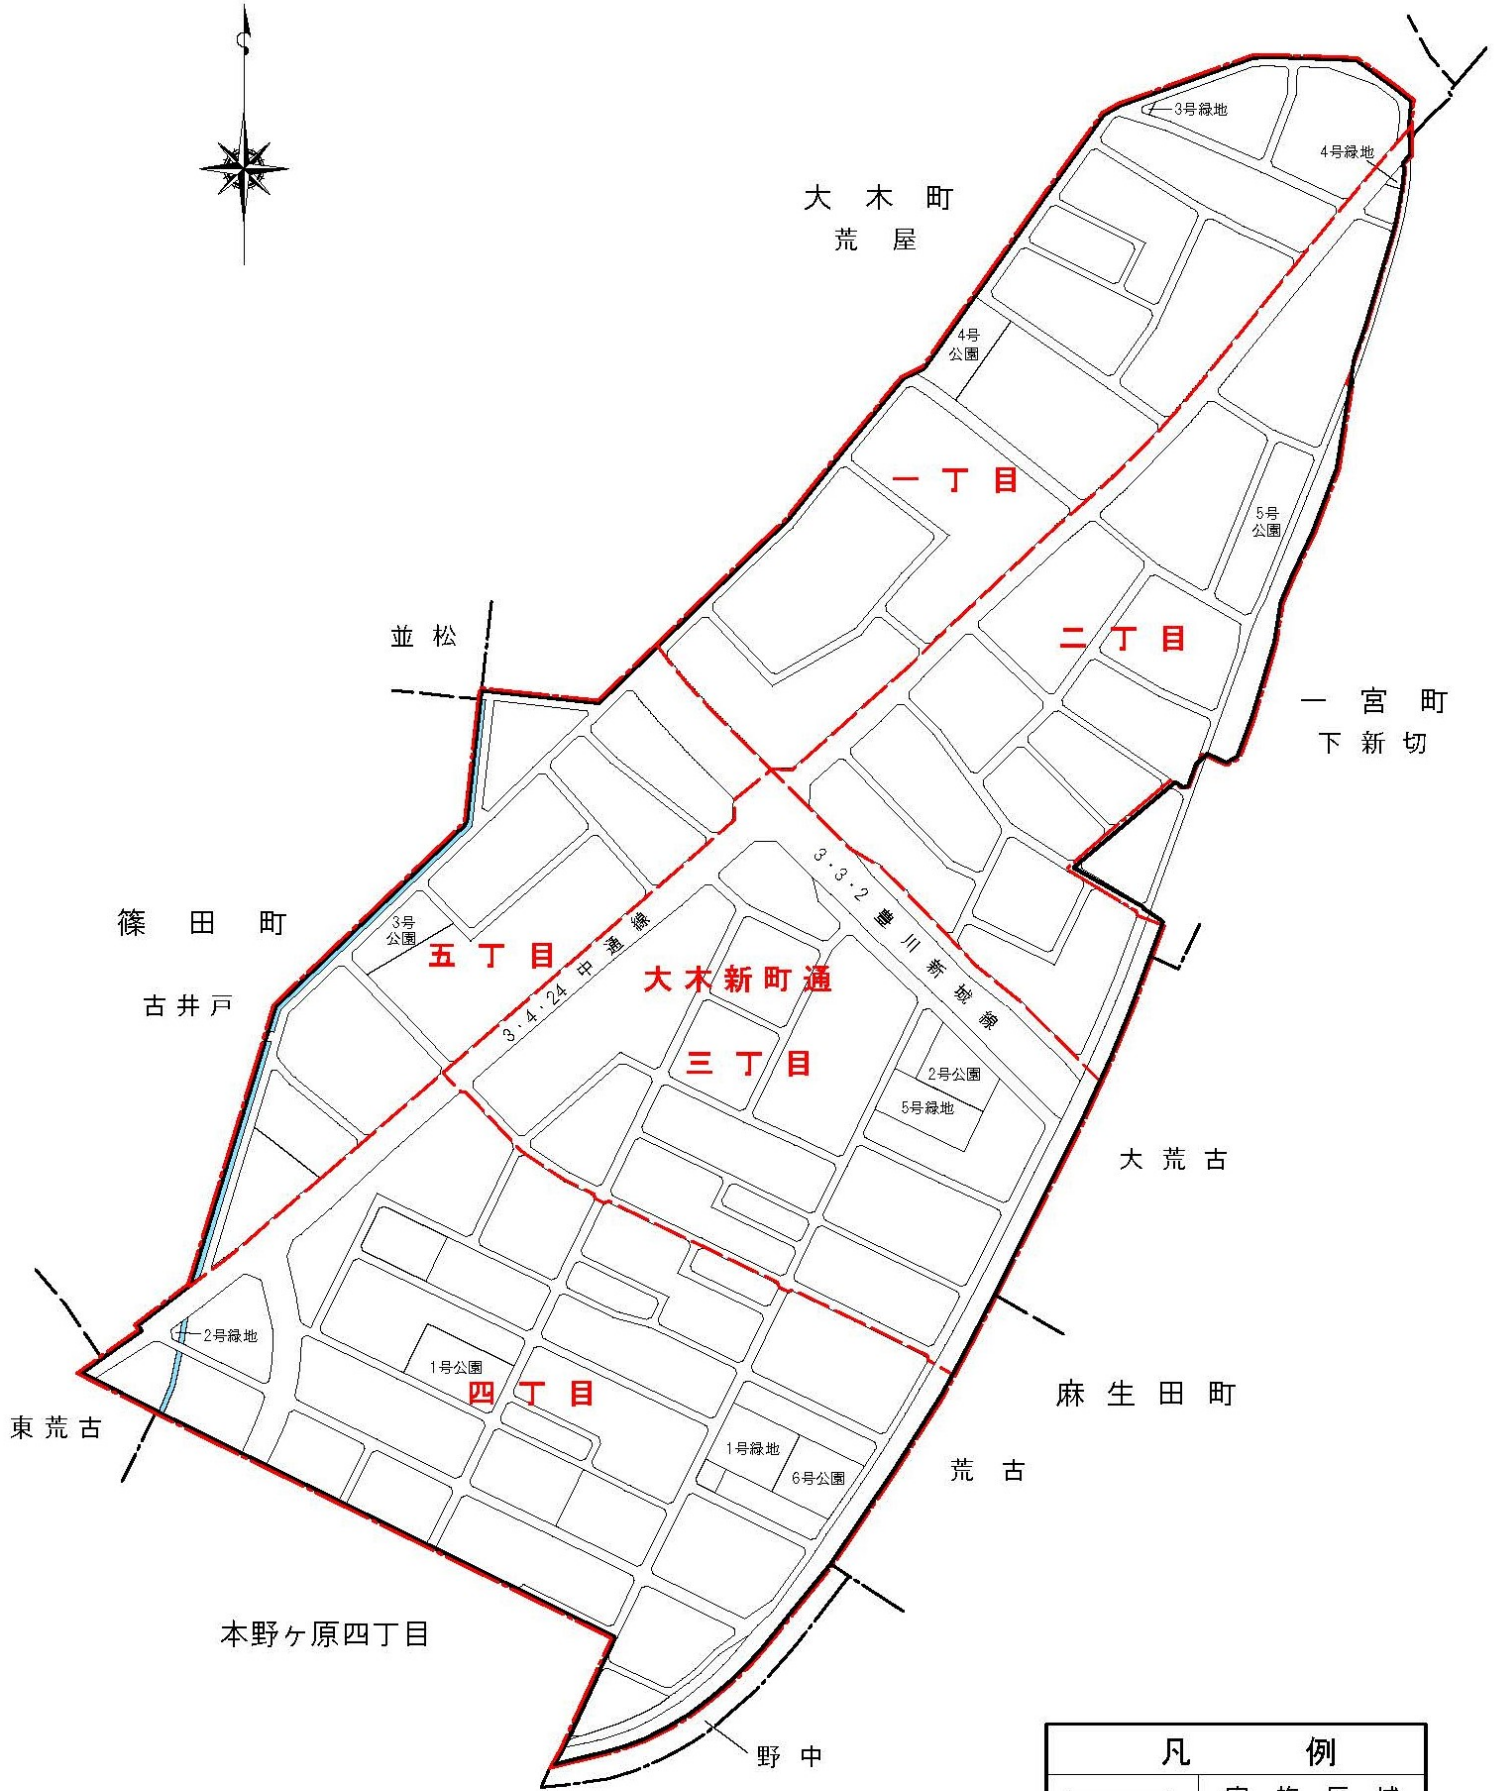 3号緑地
4号緑地
大木町
荒屋
4号
公園
一丁目
5号
公園
並松
二丁目
一宮町
下新切
3・3・2 豊川新城線
篠田町
3号
公園
五丁目
3・4・24 中通線
大木新町通
古井戸
三丁目
2号公園
5号緑地
大荒古
2号緑地
1号公園
四丁目
麻生田町
東荒古
1号緑地
6号公園
荒古
本野ヶ原四丁目
野中
凡例